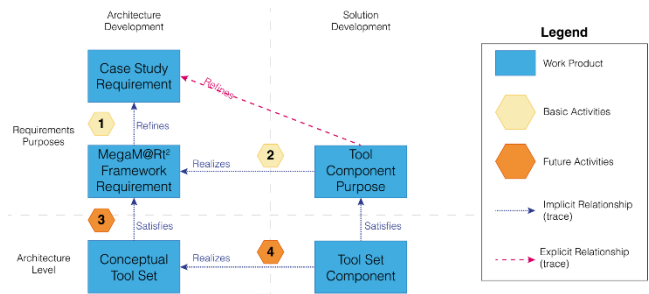 Architecture
Development
Solution
Development
Legend
Case Study
Requirement
Work Product
Refines
1
Basic Activities
Requirements
Purposes
Refines
2
MegaM@Rt²
Framework
Requirement
Realizes
Tool
Component
Purpose
Future Activities
3
Satisfies
Satisfies
Implicit Relationship
(trace)
Architecture
Level
Conceptual
Tool Set
Realizes
4
Tool Set
Component
Explicit Relationship
(trace)